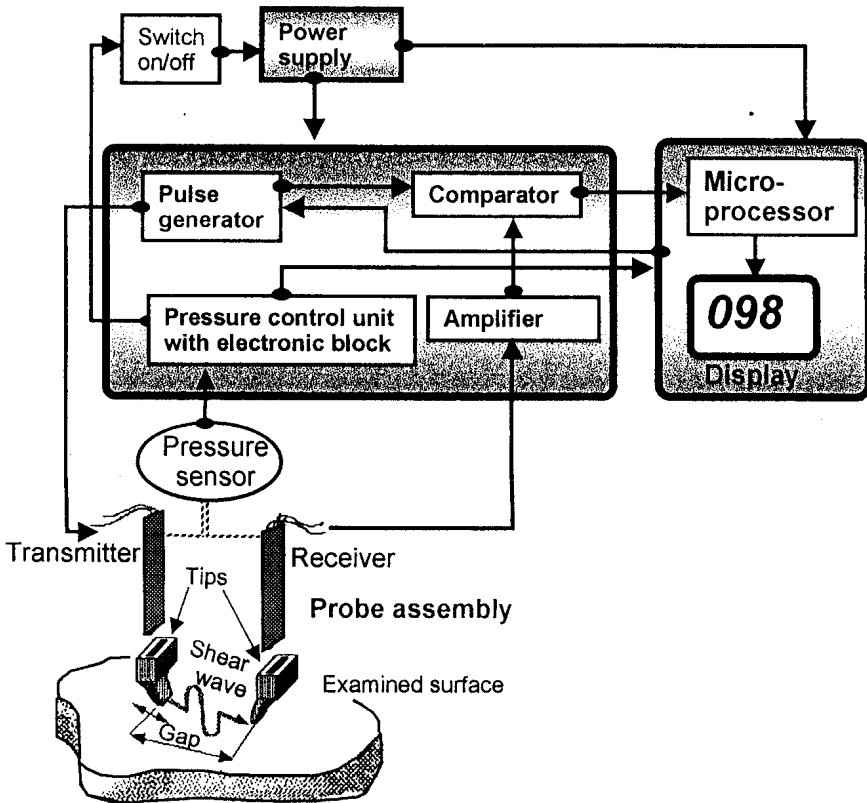 Switch
on/off
Power
supply
Pulse
generator
Comparator
Micro-
processor
Pressure control unit
with electronic block
Amplifier
098
Display
Pressure
sensor
Transmitter
Receiver
Tips
Probe assembly
Shear
wave
Examined surface
Gap